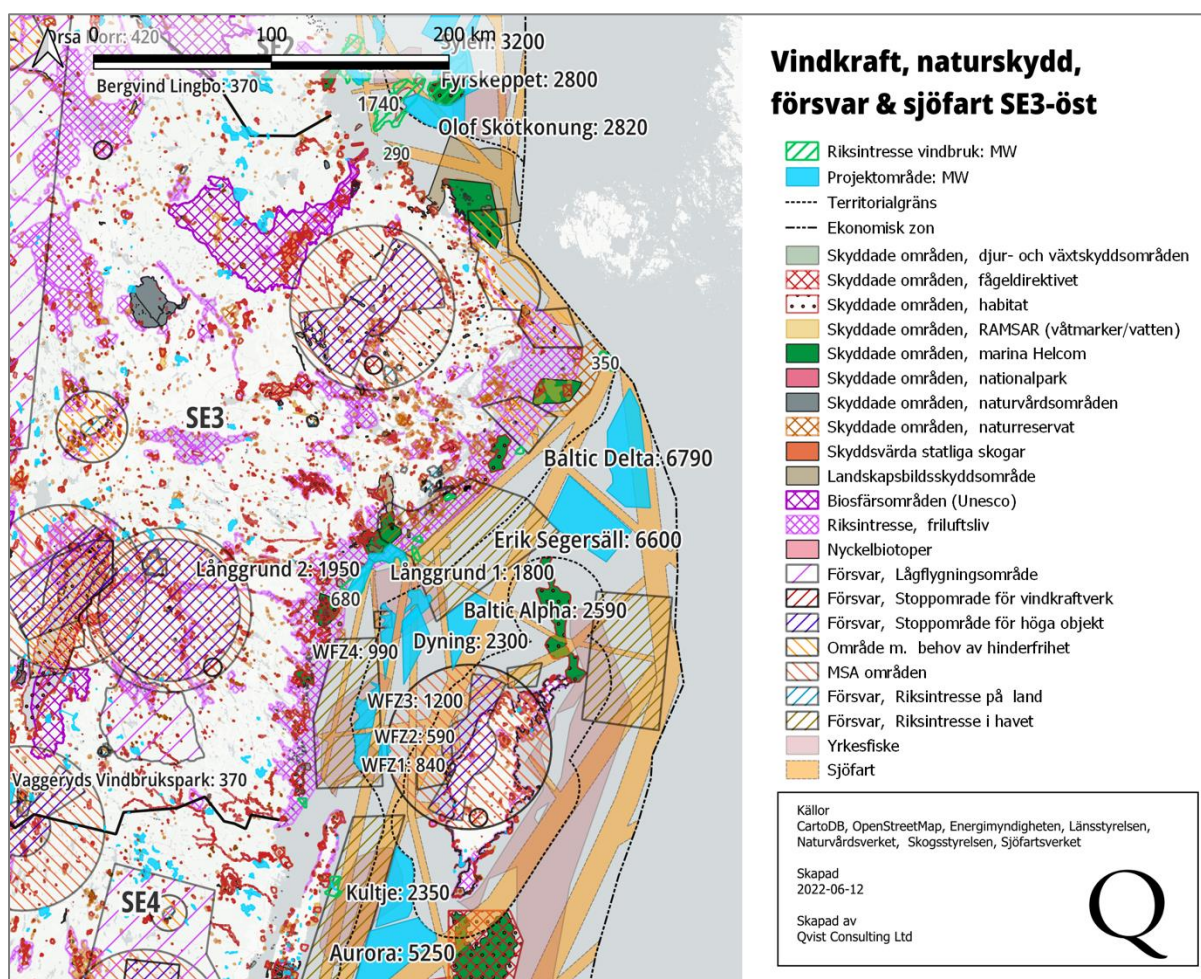 Vindkraft, naturskydd,
försvar & sjöfart SE3-öst
Riksintresse vindbruk: MW
Projektområde: MW
Territorialgräns
Ekonomisk zon
Skyddade områden, djur- och växtskyddsområden
Skyddade områden, fågeldirektivet
Skyddade områden, habitat
Skyddade områden, RAMSAR (våtmarker/vatten)
Skyddade områden, marina Helcom
Skyddade områden, nationalpark
Skyddade områden, naturvårdsområden
Skyddade områden, naturreservat
Skyddsvärda statliga skogar
Landskapsbildsskyddsområde
Biosfärsområden (Unesco)
Riksintresse, friluftsliv
Nyckelbiotoper
Försvar, Lågflygningsområde
Försvar, Stoppomrade för vindkraftverk
Försvar, Stoppområde för höga objekt
Område m. behov av hinderfrihet
MSA områden
Försvar, Riksintresse på land
Försvar, Riksintresse i havet
Yrkesfiske
Sjöfart
Källor
CartoDB, OpenStreetMap, Energimyndigheten, Länsstyrelsen,
Naturvårdsverket, Skogsstyrelsen, Sjöfartsverket
Skapad
2022-06-12
Skapad av
Qvist Consulting Ltd
Q
0 100 200 km
Norr: 420
SE2
3200
Bergvind Lingbo: 370
Fyrskeppet: 2800
1740
Olof Skötkonung: 2820
290
350
SE3
Baltic Delta: 6790
Erik Segersäll: 6600
Långgrund 2: 1950
Långgrund 1: 1800
680
Baltic Alpha: 2590
Dyning: 2300
WFZ4: 990
WFZ3: 1200
WFZ2: 590
WFZ1: 840
Vaggeryds Vindbrukspark: 370
SE4
Kultje: 2350
Aurora: 5250